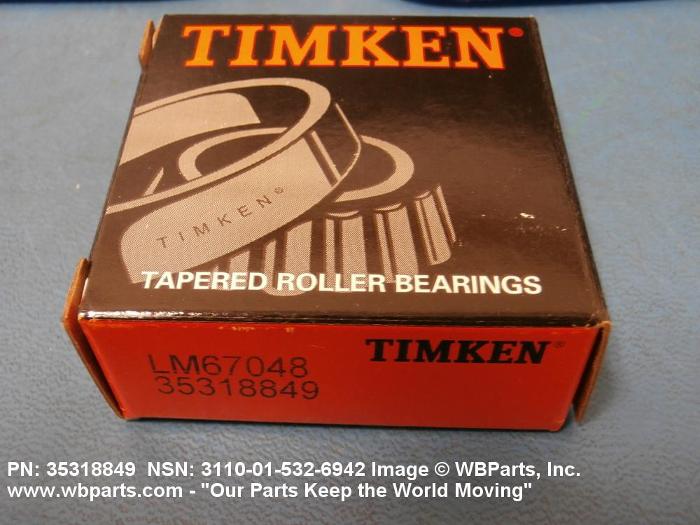 TIMKEN®
TIMKEN®
TAPERED ROLLER BEARINGS
TIMKEN®
LM67048
35318849
PN: 35318849 NSN: 3110-01-532-6942 Image © WBParts, Inc.
www.wbparts.com - "Our Parts Keep the World Moving"